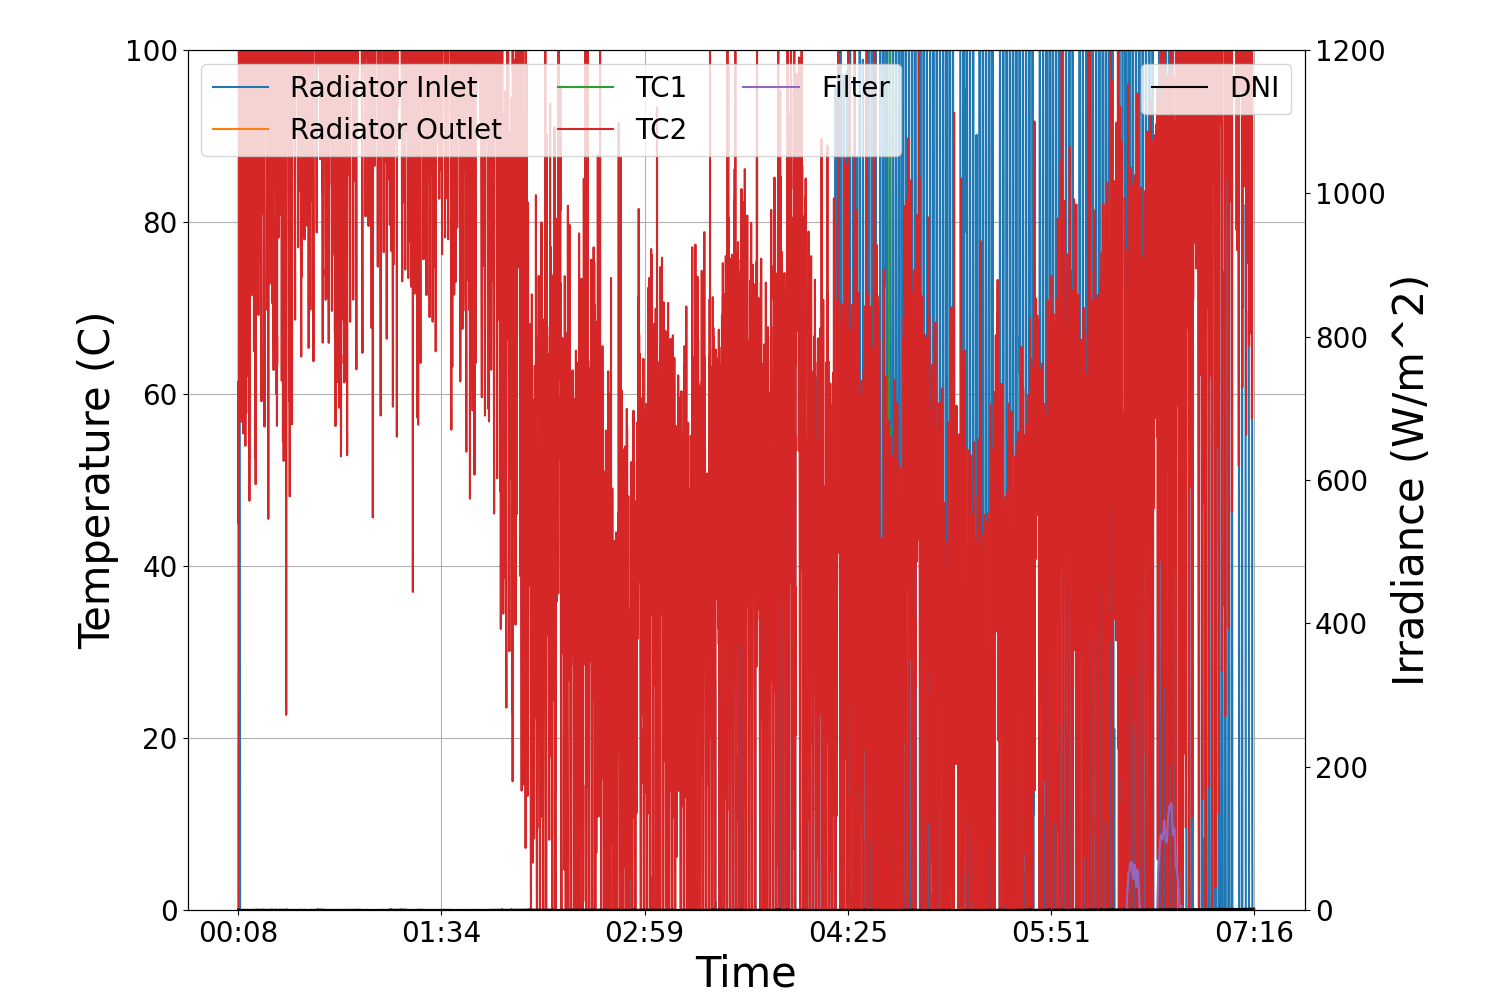 100
80
60
40
20
0
Temperature (C)
Radiator Inlet
Radiator Outlet
TC1
TC2
Filter
DNI
1200
1000
800
600
400
200
0
Irradiance (W/m^2)
00:08
01:34
02:59
04:25
05:51
07:16
Time